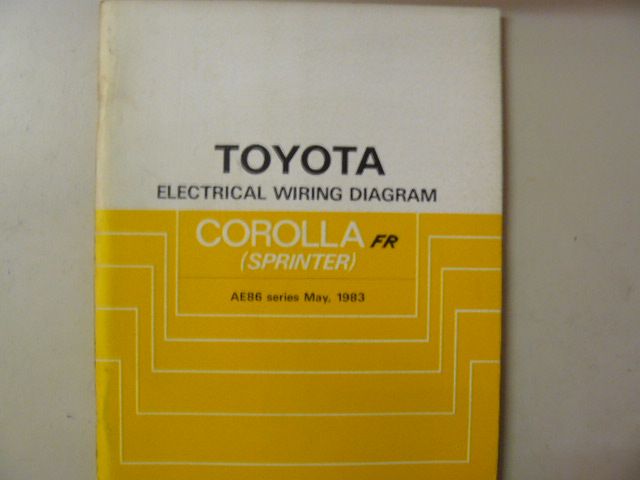 TOYOTA
ELECTRICAL WIRING DIAGRAM
COROLLA FR
(SPRINTER)
AE86 series May, 1983